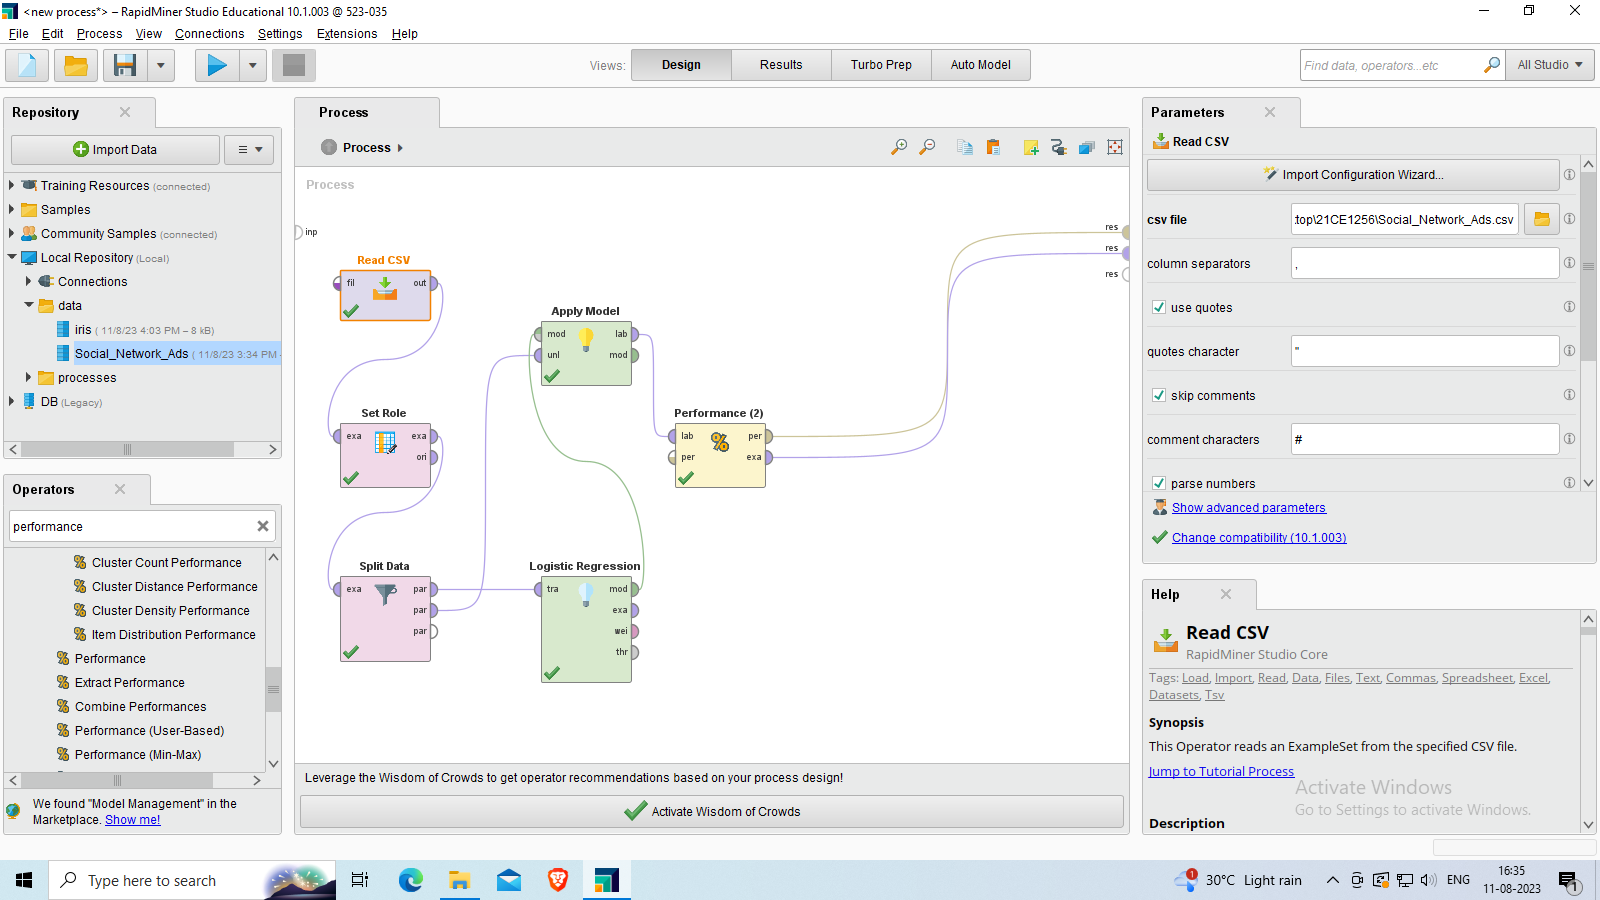 <new process*> – RapidMiner Studio Educational 10.1.003 @ 523-035
File Edit Process View Connections Settings Extensions Help
Views: Design Results Turbo Prep Auto Model
Find data, operators...etc
All Studio
Repository
Import Data
Training Resources (connected)
Samples
Community Samples (connected)
Local Repository (Local)
Connections
data
iris ( 11/8/23 4:03 PM – 8 kB)
Social_Network_Ads ( 11/8/23 3:34 PM -
processes
DB (Legacy)
Operators
performance
Cluster Count Performance
Cluster Distance Performance
Cluster Density Performance
Item Distribution Performance
Performance
Extract Performance
Combine Performances
Performance (User-Based)
Performance (Min-Max)
We found "Model Management" in the
Marketplace. Show me!
Process
Process
Process
inp
res
res
res
Read CSV
fil out
Apply Model
mod lab
unl mod
Set Role
exa exa
ori
Performance (2)
lab per
per exa
Split Data
exa par
par
par
Logistic Regression
tra mod
exa
wei
thr
Leverage the Wisdom of Crowds to get operator recommendations based on your process design!
Activate Wisdom of Crowds
Parameters
Read CSV
Import Configuration Wizard...
csv file :top\21CE1256\Social_Network_Ads.csv
column separators ,
use quotes
quotes character "
skip comments
comment characters #
parse numbers
Show advanced parameters
Change compatibility (10.1.003)
Help
Read CSV
RapidMiner Studio Core
Tags: Load, Import, Read, Data, Files, Text, Commas, Spreadsheet, Excel,
Datasets, Tsv
Synopsis
This Operator reads an ExampleSet from the specified CSV file.
Jump to Tutorial Process
Description
Activate Windows
Go to Settings to activate Windows.
Type here to search
1
30°C Light rain
ENG
16:35
11-08-2023
1